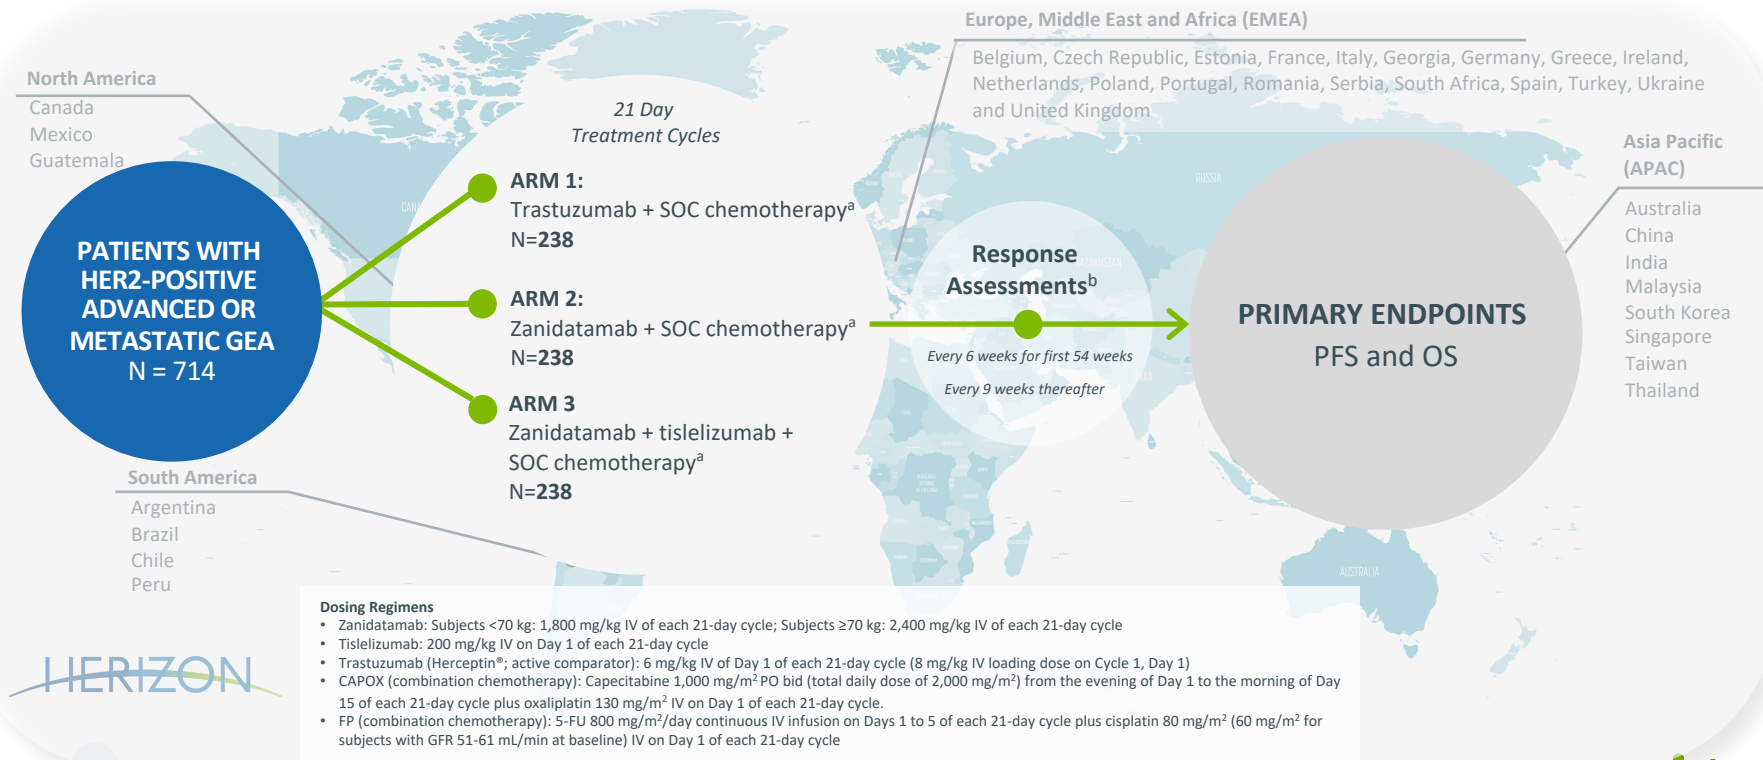 Europe, Middle East and Africa (EMEA)
Belgium, Czech Republic, Estonia, France, Italy, Georgia, Germany, Greece, Ireland,
Netherlands, Poland, Portugal, Romania, Serbia, South Africa, Spain, Turkey, Ukraine
and United Kingdom
North America
Canada
Mexico
Guatemala
21 Day
Treatment Cycles
Asia Pacific
(APAC)
Australia
China
India
Malaysia
South Korea
Singapore
Taiwan
Thailand
RUSSIA
PATIENTS WITH
HER2-POSITIVE
ADVANCED OR
METASTATIC GEA
N = 714
ARM 1:
Trastuzumab + SOC chemotherapyᵃ
N=238
ARM 2:
Zanidatamab + SOC chemotherapyᵃ
N=238
ARM 3
Zanidatamab + tislelizumab +
SOC chemotherapyᵃ
N=238
Response
Assessmentsᵇ
Every 6 weeks for first 54 weeks
Every 9 weeks thereafter
PRIMARY ENDPOINTS
PFS and OS
South America
Argentina
Brazil
Chile
Peru
AUSTRALIA
HERIZON
Dosing Regimens
• Zanidatamab: Subjects <70 kg: 1,800 mg/kg IV of each 21-day cycle; Subjects ≥70 kg: 2,400 mg/kg IV of each 21-day cycle
• Tislelizumab: 200 mg/kg IV on Day 1 of each 21-day cycle
• Trastuzumab (Herceptin®; active comparator): 6 mg/kg IV of Day 1 of each 21-day cycle (8 mg/kg IV loading dose on Cycle 1, Day 1)
• CAPOX (combination chemotherapy): Capecitabine 1,000 mg/m² PO bid (total daily dose of 2,000 mg/m²) from the evening of Day 1 to the morning of Day
15 of each 21-day cycle plus oxaliplatin 130 mg/m² IV on Day 1 of each 21-day cycle.
• FP (combination chemotherapy): 5-FU 800 mg/m²/day continuous IV infusion on Days 1 to 5 of each 21-day cycle plus cisplatin 80 mg/m² (60 mg/m² for
subjects with GFR 51-61 mL/min at baseline) IV on Day 1 of each 21-day cycle